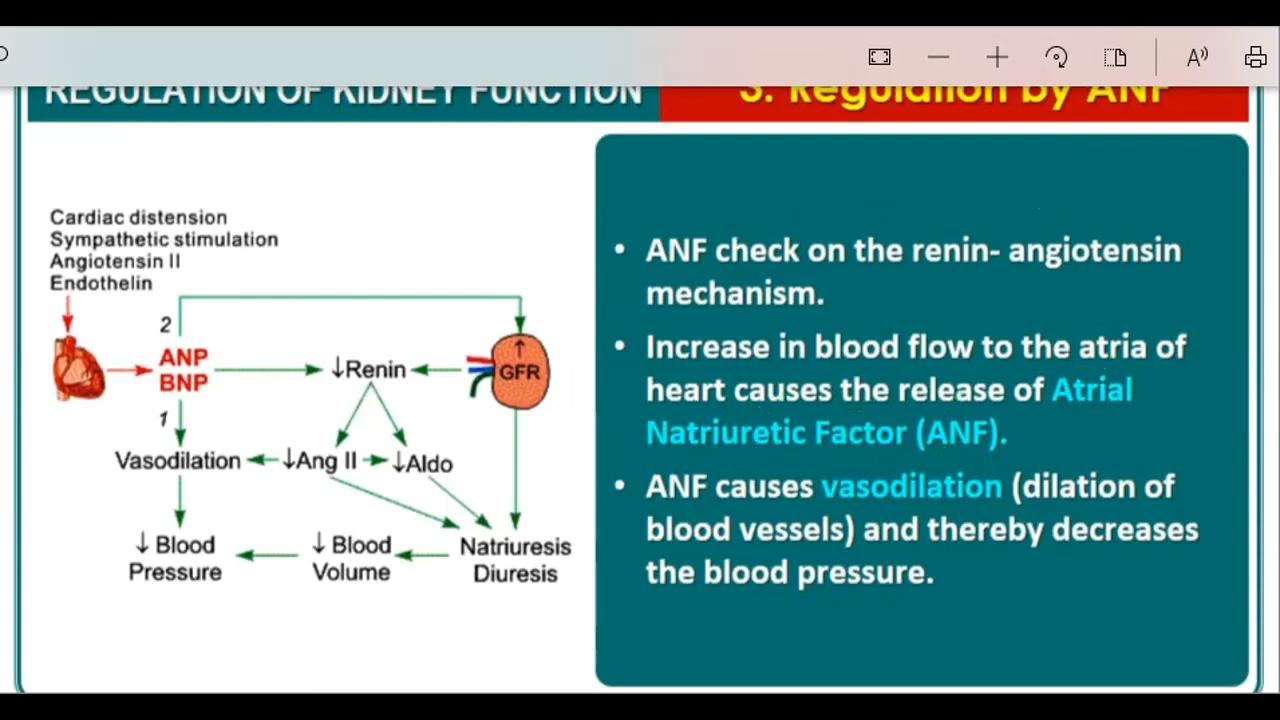 REGULATION OF KIDNEY FUNCTION
3. Regulation by ANF
Cardiac distension
Sympathetic stimulation
Angiotensin II
Endothelin
2
ANP
BNP
↓Renin
↑
GFR
1
Vasodilation
↓Ang II
↓Aldo
↓ Blood
Pressure
↓ Blood
Volume
Natriuresis
Diuresis
• ANF check on the renin- angiotensin
mechanism.
• Increase in blood flow to the atria of
heart causes the release of Atrial
Natriuretic Factor (ANF).
• ANF causes vasodilation (dilation of
blood vessels) and thereby decreases
the blood pressure.